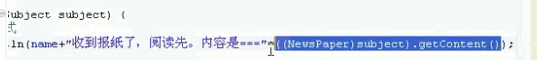 ubject subject) {
式
ln(name+"收到报纸了，阅读先。内容是==="+((NewsPaper)subject).getContent());